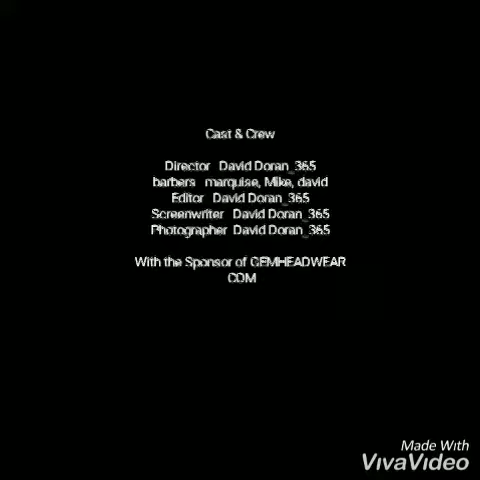 Cast & Crew
Director David Doran_365
barbers marquise, Mike, david
Editor David Doran_365
Screenwriter David Doran_365
Photographer David Doran_365
With the Sponsor of GEMHEADWEAR
COM
Made With
VivaVideo